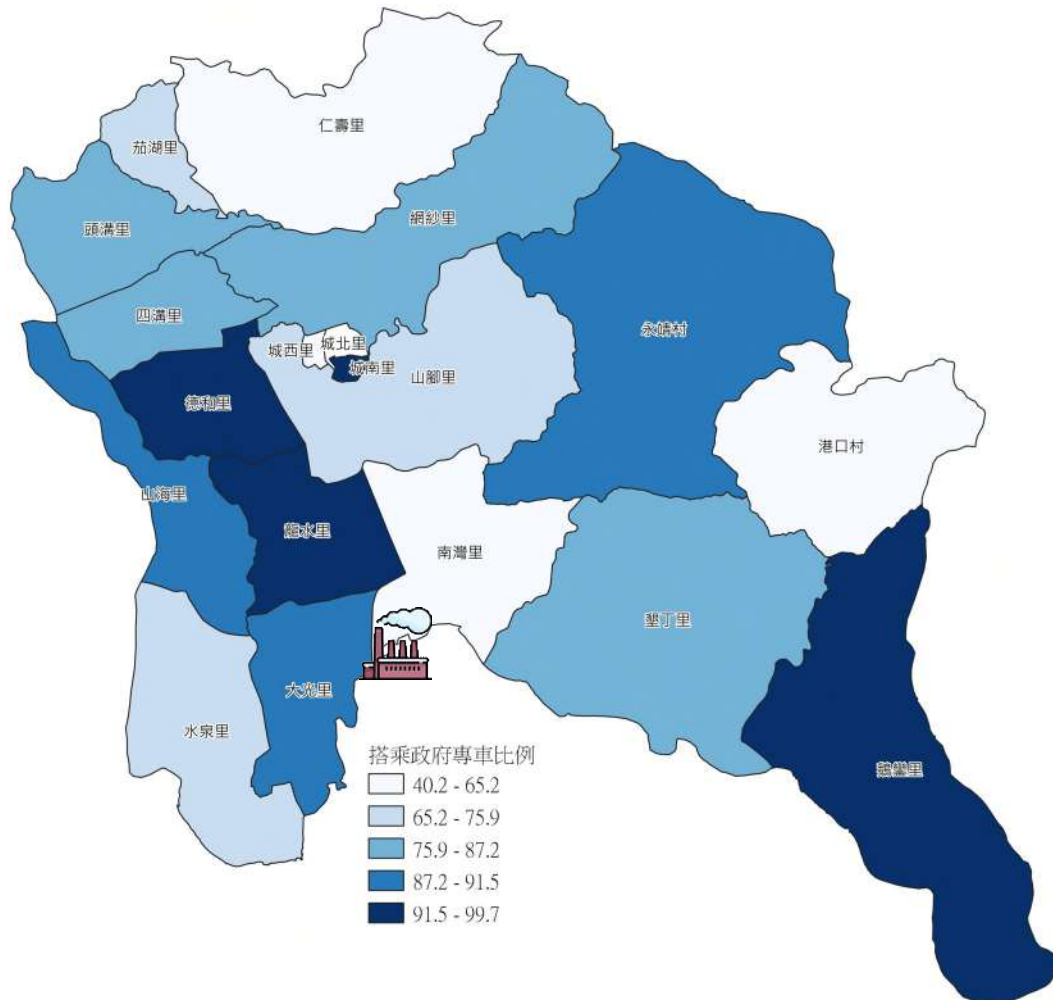 仁壽里
茄湖里
網紗里
頭溝里
四溝里
永靖村
城西里
城北里
城南里
山腳里
德和里
港口村
山海里
龍水里
南灣里
墾丁里
大光里
水泉里
鵝鑾里
搭乘政府專車比例
40.2 - 65.2
65.2 - 75.9
75.9 - 87.2
87.2 - 91.5
91.5 - 99.7